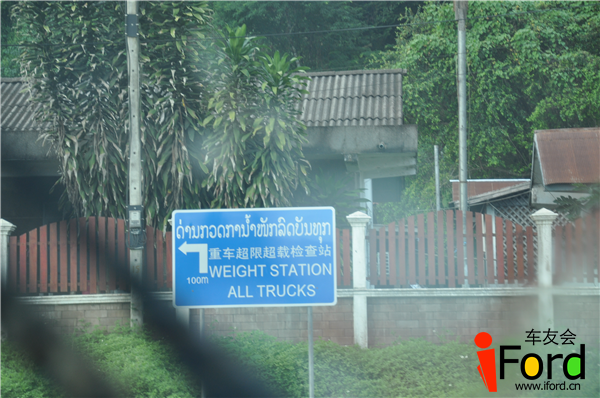 ດ່ານກວດການ້ຳໜັກລົດບັນທຸກ
重车超限超载检查站
WEIGHT STATION
100m
ALL TRUCKS
车友会
iFord
www.iford.cn